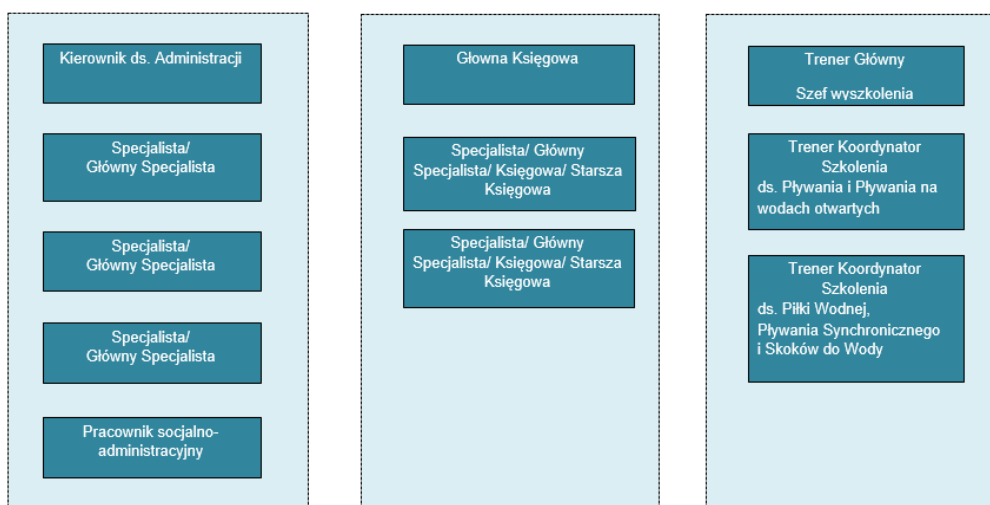 Kierownik ds. Administracji
Specjalista/
Główny Specjalista
Specjalista/
Główny Specjalista
Specjalista/
Główny Specjalista
Pracownik socjalno-
administracyjny
Głowna Księgowa
Specjalista/ Główny
Specjalista/ Księgowa/ Starsza
Księgowa
Specjalista/ Główny
Specjalista/ Księgowa/ Starsza
Księgowa
Trener Główny
Szef wyszkolenia
Trener Koordynator
Szkolenia
ds. Pływania i Pływania na
wodach otwartych
Trener Koordynator
Szkolenia
ds. Piłki Wodnej,
Pływania Synchronicznego
i Skoków do Wody